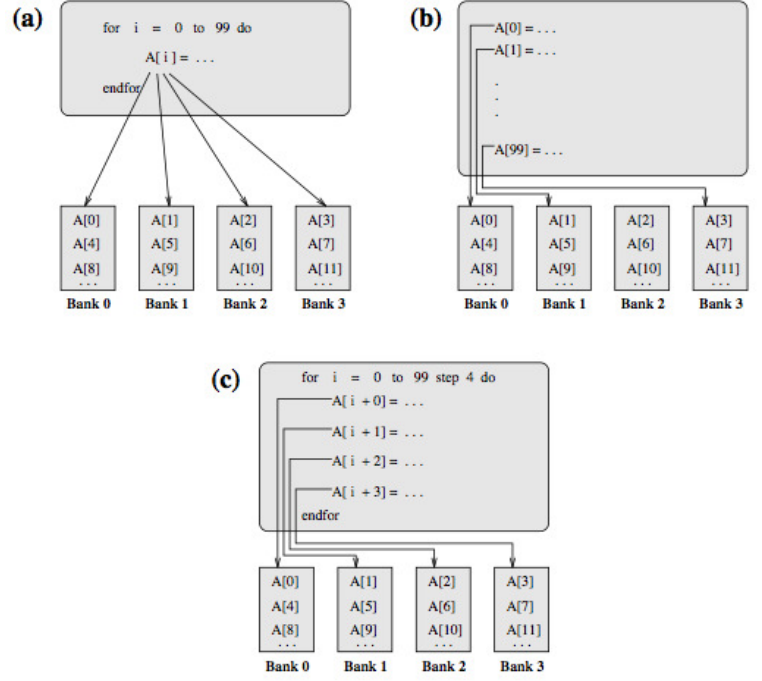 (a)
for i = 0 to 99 do
A[ i ] = . . .
endfor
A[0] A[1] A[2] A[3]
A[4] A[5] A[6] A[7]
A[8] A[9] A[10] A[11]
. . . . . . . . . . . .
Bank 0 Bank 1 Bank 2 Bank 3
(b)
A[0] = . . .
A[1] = . . .
.
.
.
A[99] = . . .
A[0] A[1] A[2] A[3]
A[4] A[5] A[6] A[7]
A[8] A[9] A[10] A[11]
. . . . . . . . . . . .
Bank 0 Bank 1 Bank 2 Bank 3
(c)
for i = 0 to 99 step 4 do
A[ i + 0] = . . .
A[ i + 1] = . . .
A[ i + 2] = . . .
A[ i + 3] = . . .
endfor
A[0] A[1] A[2] A[3]
A[4] A[5] A[6] A[7]
A[8] A[9] A[10] A[11]
. . . . . . . . . . . .
Bank 0 Bank 1 Bank 2 Bank 3